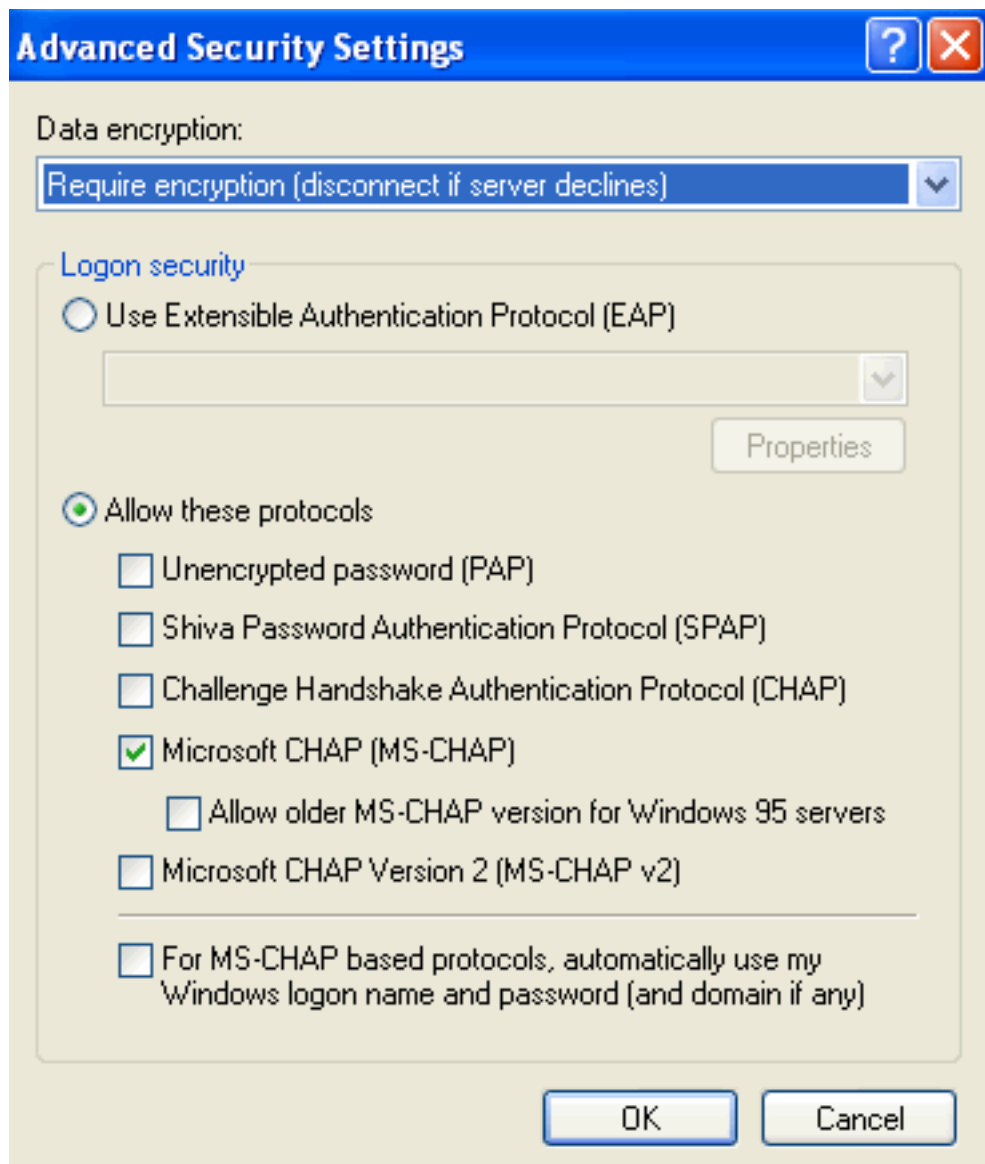 Advanced Security Settings
Data encryption:
Require encryption (disconnect if server declines)
Logon security
Use Extensible Authentication Protocol (EAP)
Properties
Allow these protocols
Unencrypted password (PAP)
Shiva Password Authentication Protocol (SPAP)
Challenge Handshake Authentication Protocol (CHAP)
Microsoft CHAP (MS-CHAP)
Allow older MS-CHAP version for Windows 95 servers
Microsoft CHAP Version 2 (MS-CHAP v2)
For MS-CHAP based protocols, automatically use my
Windows logon name and password (and domain if any)
OK Cancel